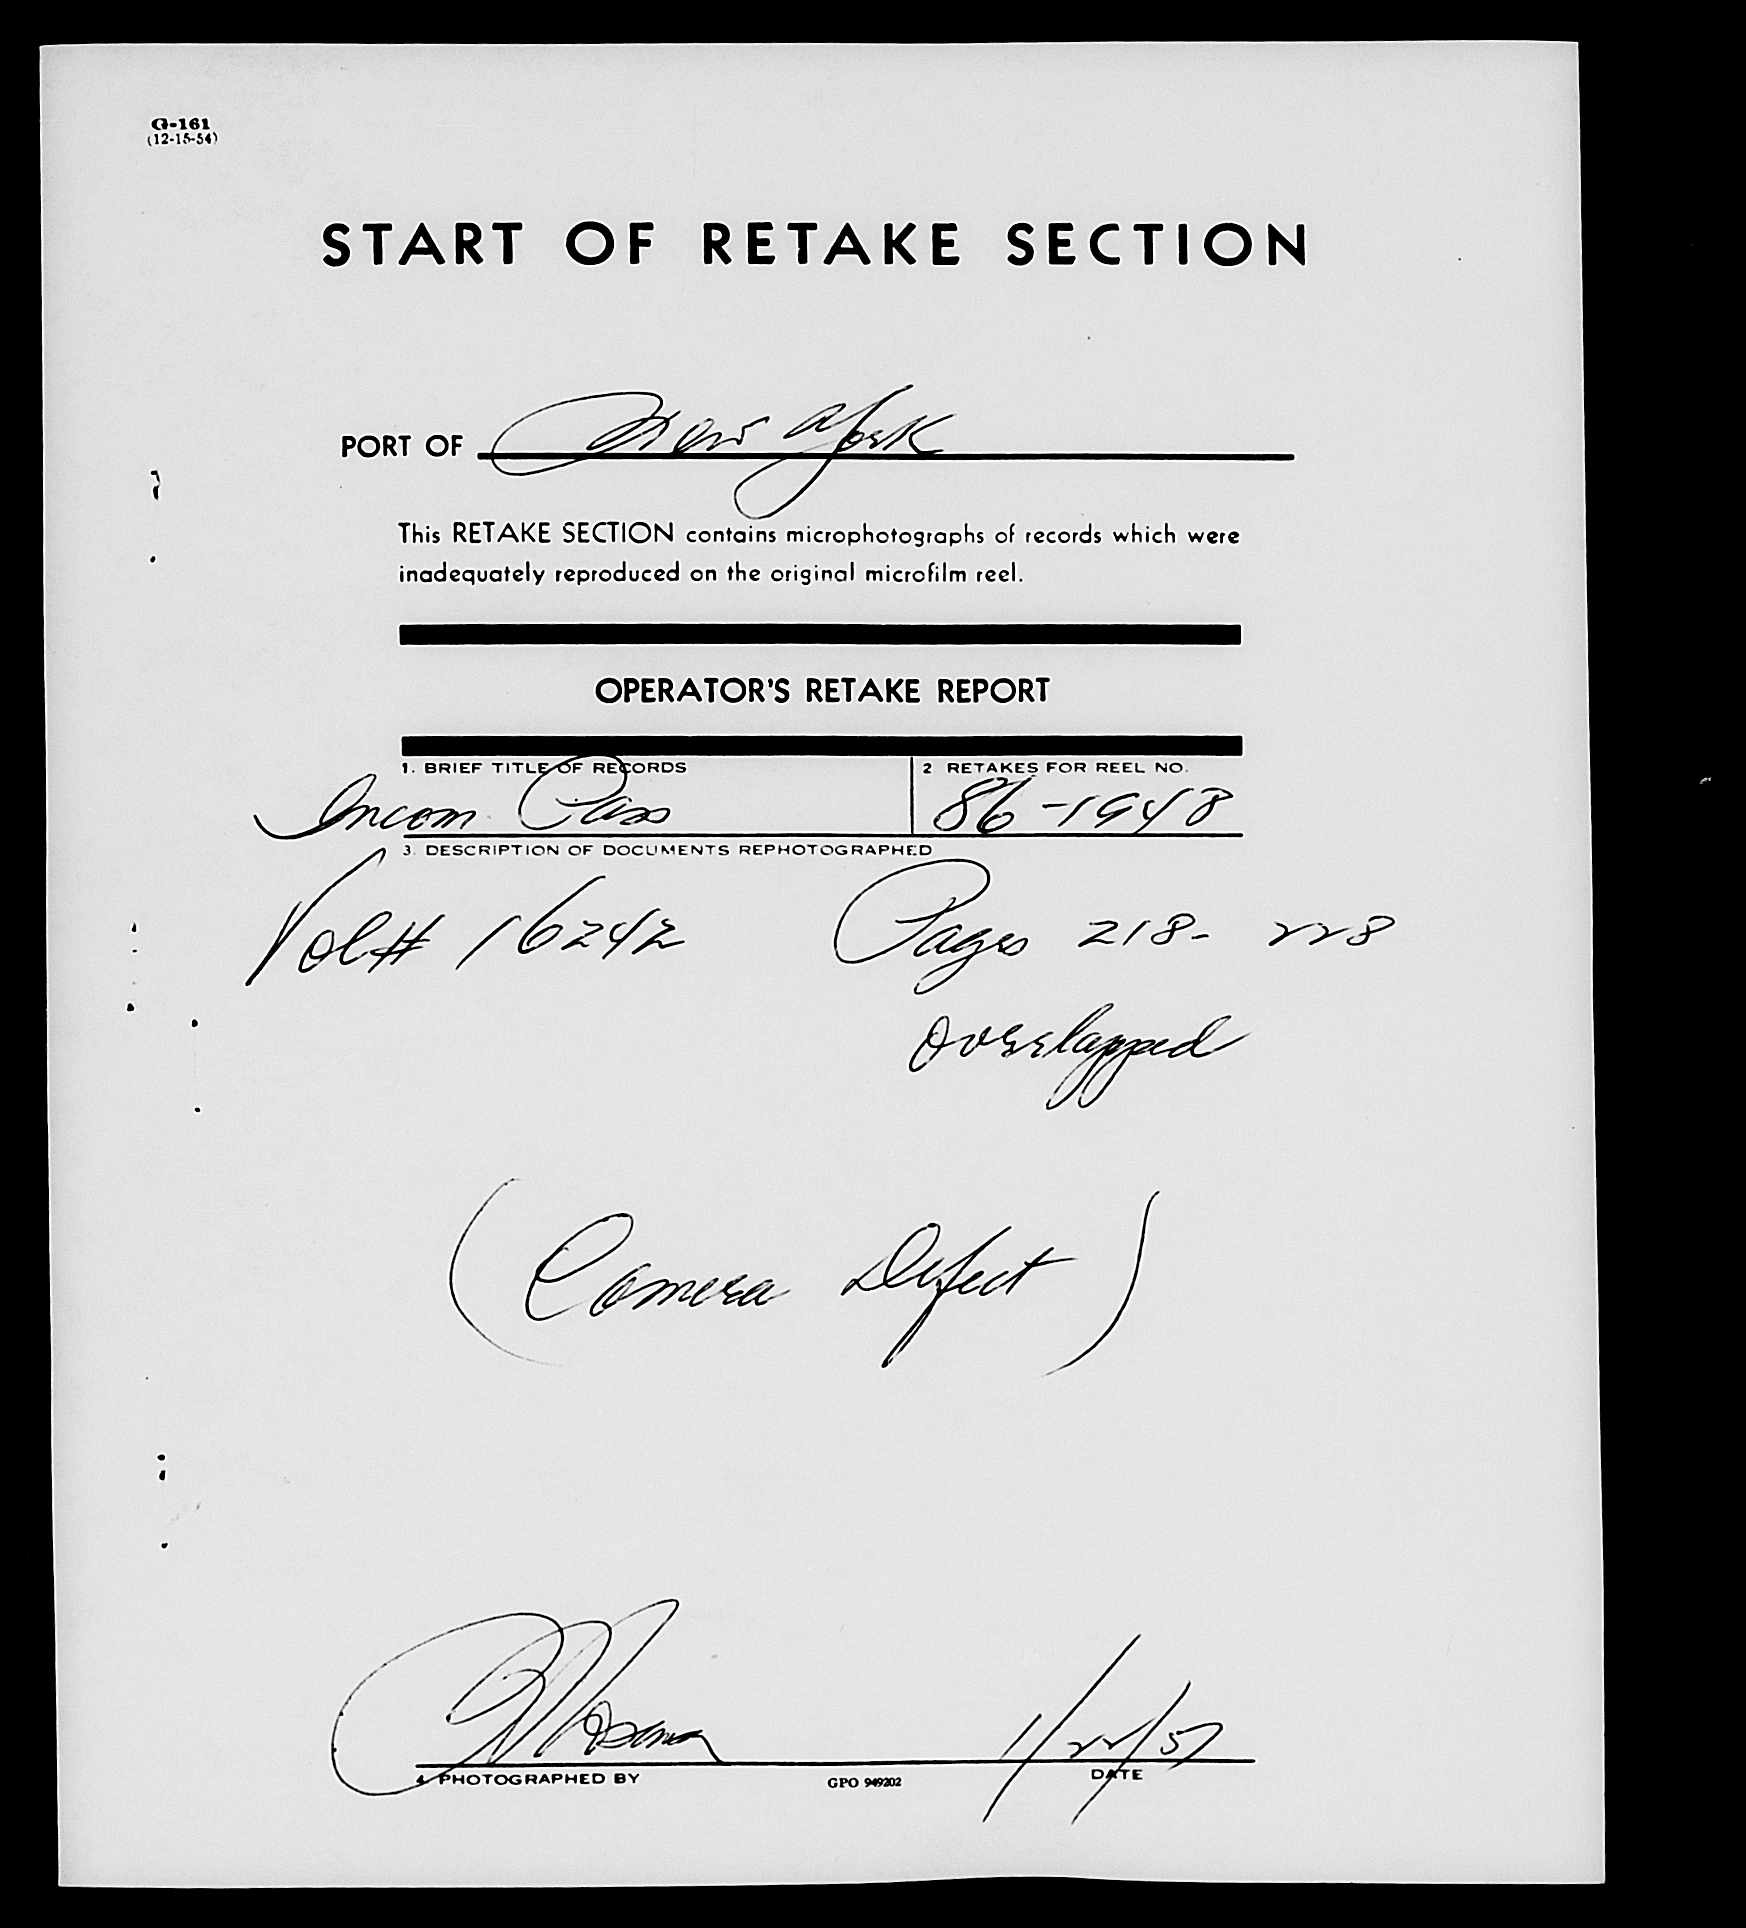 G-161
(12-15-54)
START OF RETAKE SECTION
PORT OF New York
This RETAKE SECTION contains microphotographs of records which were
inadequately reproduced on the original microfilm reel.
OPERATOR'S RETAKE REPORT
1. BRIEF TITLE OF RECORDS 2 RETAKES FOR REEL NO.
Incom Pass 86-1948
3. DESCRIPTION OF DOCUMENTS REPHOTOGRAPHED
Vol# 16242 Pages 218- 228
overlapped
(Camera Defect)
1/22/57
4. PHOTOGRAPHED BY GPO 949202 DATE